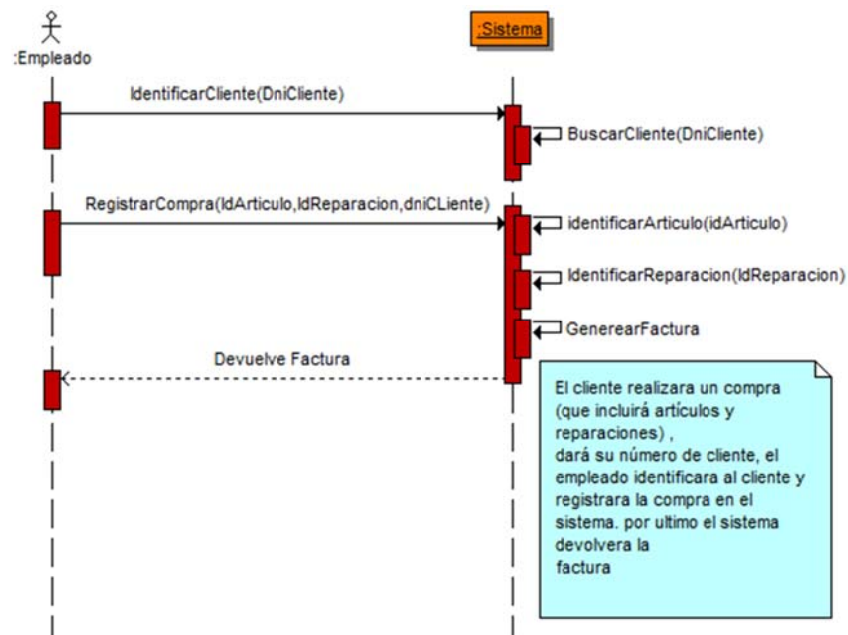 :Sistema
:Empleado
IdentificarCliente(DniCliente)
BuscarCliente(DniCliente)
RegistrarCompra(IdArticulo,IdReparacion,dniCLiente)
identificarArticulo(idArticulo)
IdentificarReparacion(IdReparacion)
GenerearFactura
Devuelve Factura
El cliente realizara un compra
(que incluirá artículos y
reparaciones) ,
dará su número de cliente, el
empleado identificara al cliente y
registrara la compra en el
sistema. por ultimo el sistema
devolvera la
factura